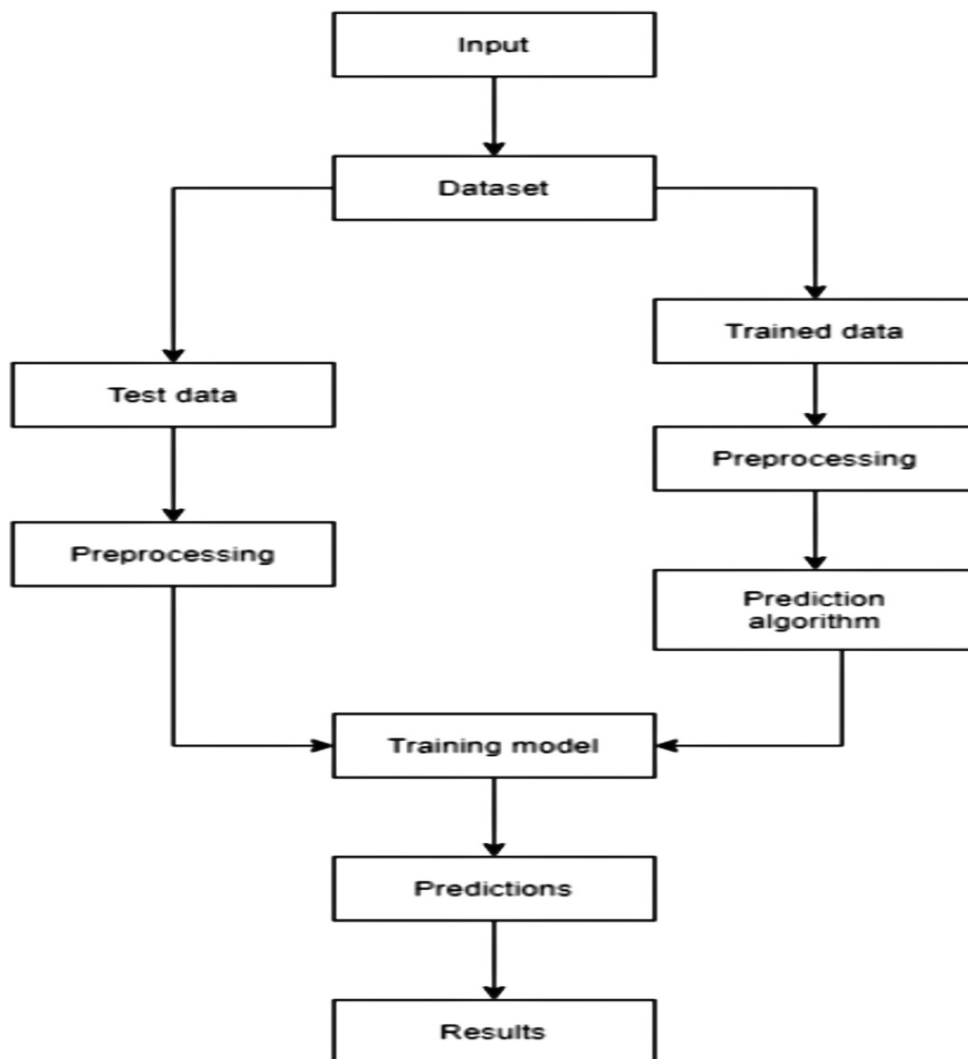 Input
Dataset
Trained data
Test data
Preprocessing
Preprocessing
Prediction
algorithm
Training model
Predictions
Results